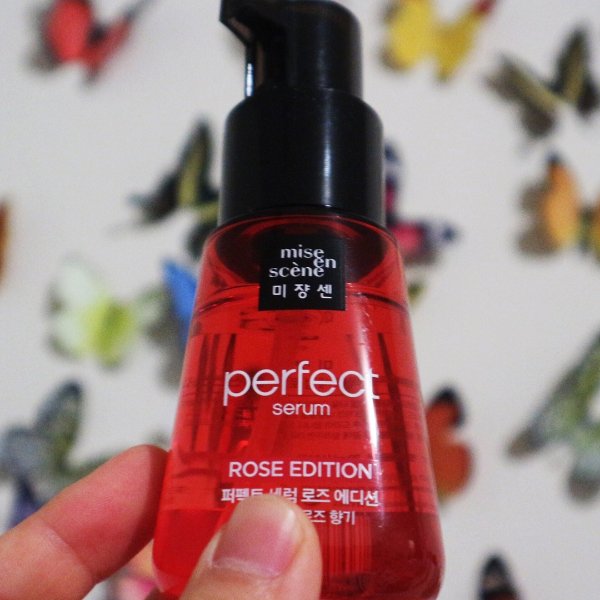 mise
en
scène
미쟝센
perfect
serum
ROSE EDITION
퍼펙트 세럼 로즈 에디션
로즈 향기